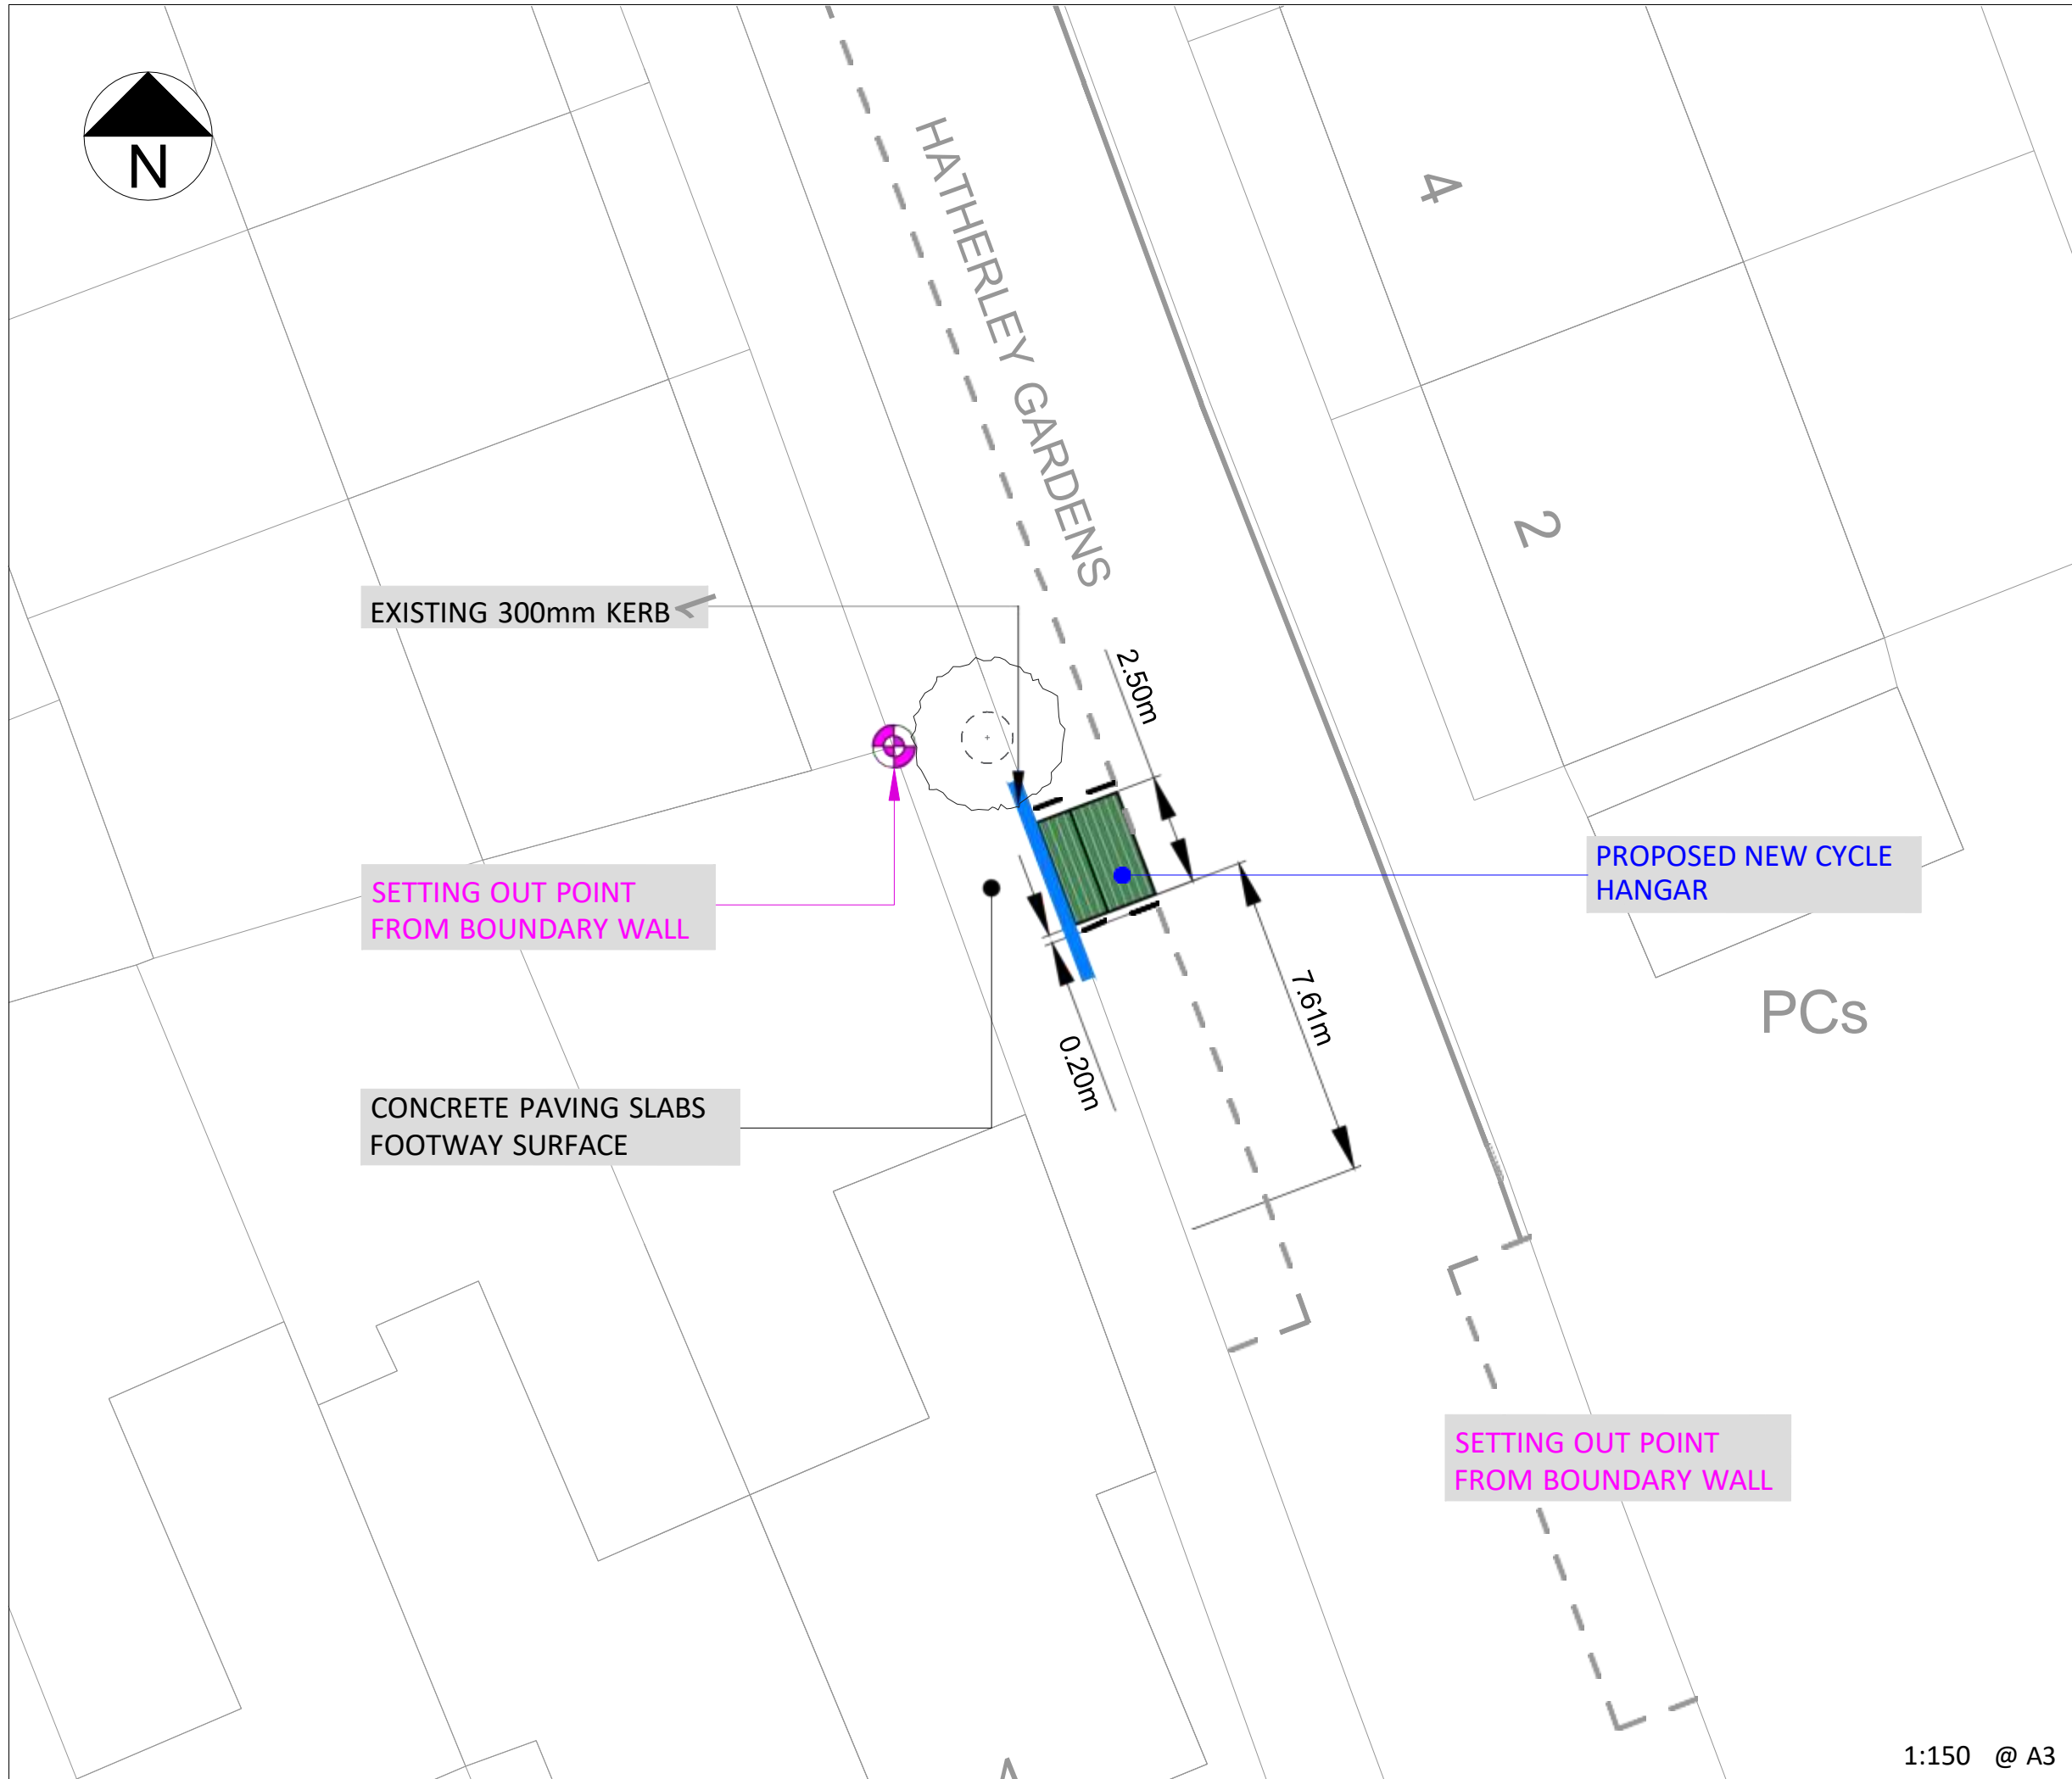 N
HATHERLEY GARDENS
4
2
EXISTING 300mm KERB
2.50m
SETTING OUT POINT
FROM BOUNDARY WALL
PROPOSED NEW CYCLE
HANGAR
7.61m
PCs
0.20m
CONCRETE PAVING SLABS
FOOTWAY SURFACE
SETTING OUT POINT
FROM BOUNDARY WALL
1:150 @ A3